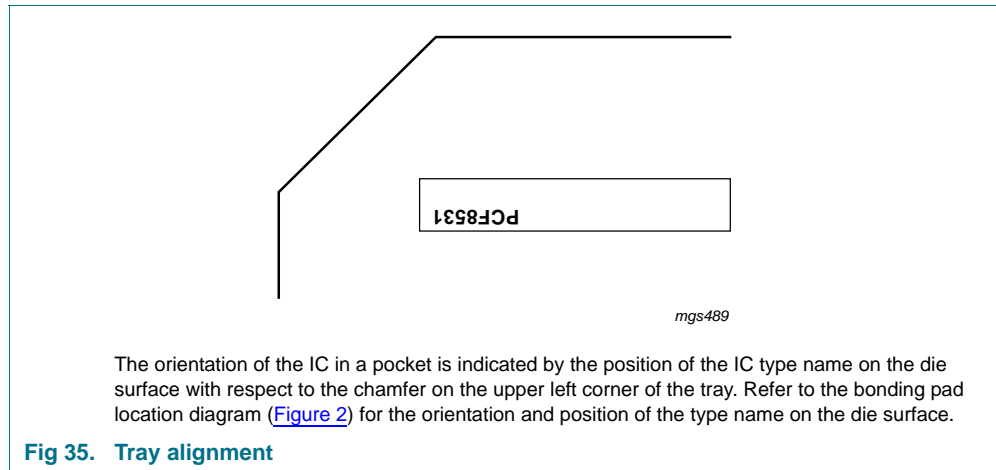 PCF8531
mgs489
The orientation of the IC in a pocket is indicated by the position of the IC type name on the die
surface with respect to the chamfer on the upper left corner of the tray. Refer to the bonding pad
location diagram (Figure 2) for the orientation and position of the type name on the die surface.
Fig 35. Tray alignment